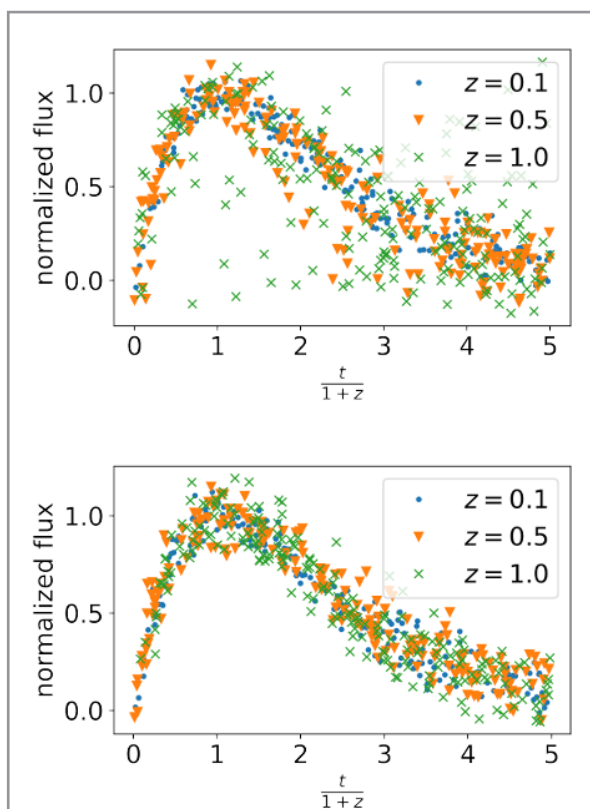 normalized flux
1.0
0.5
0.0
z = 0.1
z = 0.5
z = 1.0
0 1 2 3 4 5
t
1 + z
normalized flux
1.0
0.5
0.0
z = 0.1
z = 0.5
z = 1.0
0 1 2 3 4 5
t
1 + z